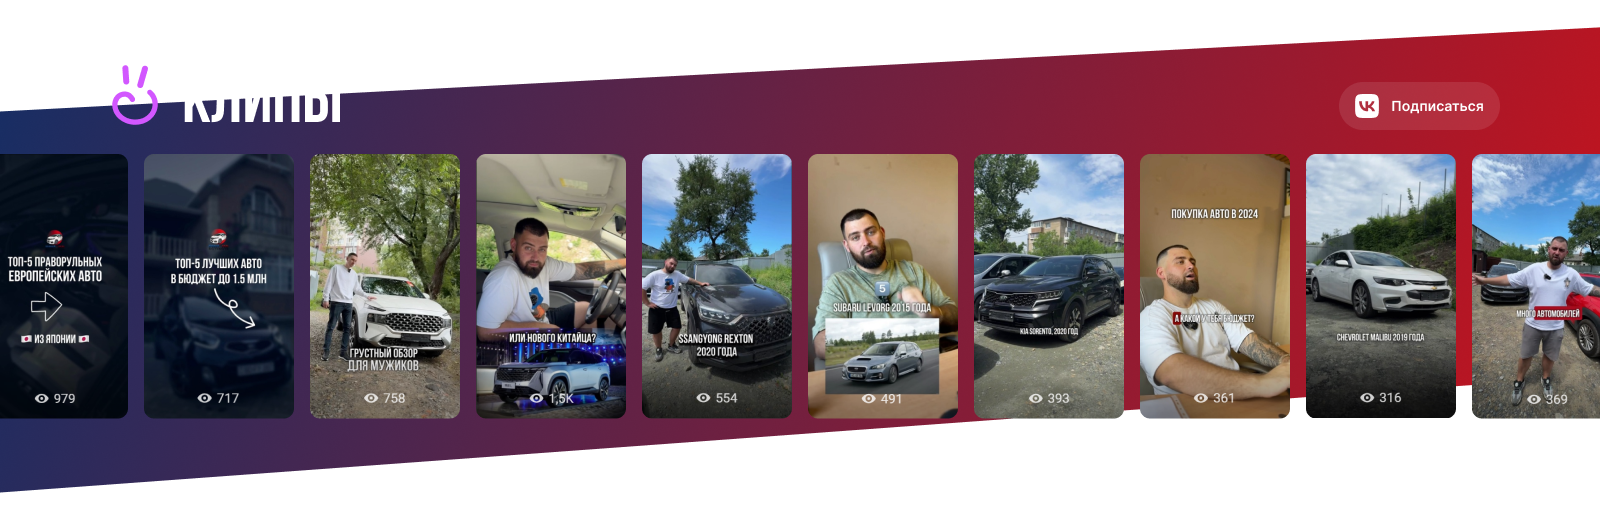 КЛИПЫ
Подписаться
ТОП-5 ПРАВОРУЛЬНЫХ
ЕВРОПЕЙСКИХ АВТО
ИЗ ЯПОНИИ
979
ТОП-5 ЛУЧШИХ АВТО
В БЮДЖЕТ ДО 1.5 МЛН
717
ГРУСТНЫЙ ОБЗОР
ДЛЯ МУЖИКОВ
758
ИЛИ НОВОГО КИТАЙЦА?
1,5K
SSANGYONG REXTON
2020 ГОДА
554
5
SUBARU LEVORG 2015 ГОДА
491
KIA SORENTO, 2020 ГОД
393
ПОКУПКА АВТО В 2024
А КАКОЙ У ТЕБЯ БЮДЖЕТ?
361
CHEVROLET MALIBU 2019 ГОДА
316
МНОГО АВТОМОБИЛЕЙ
369